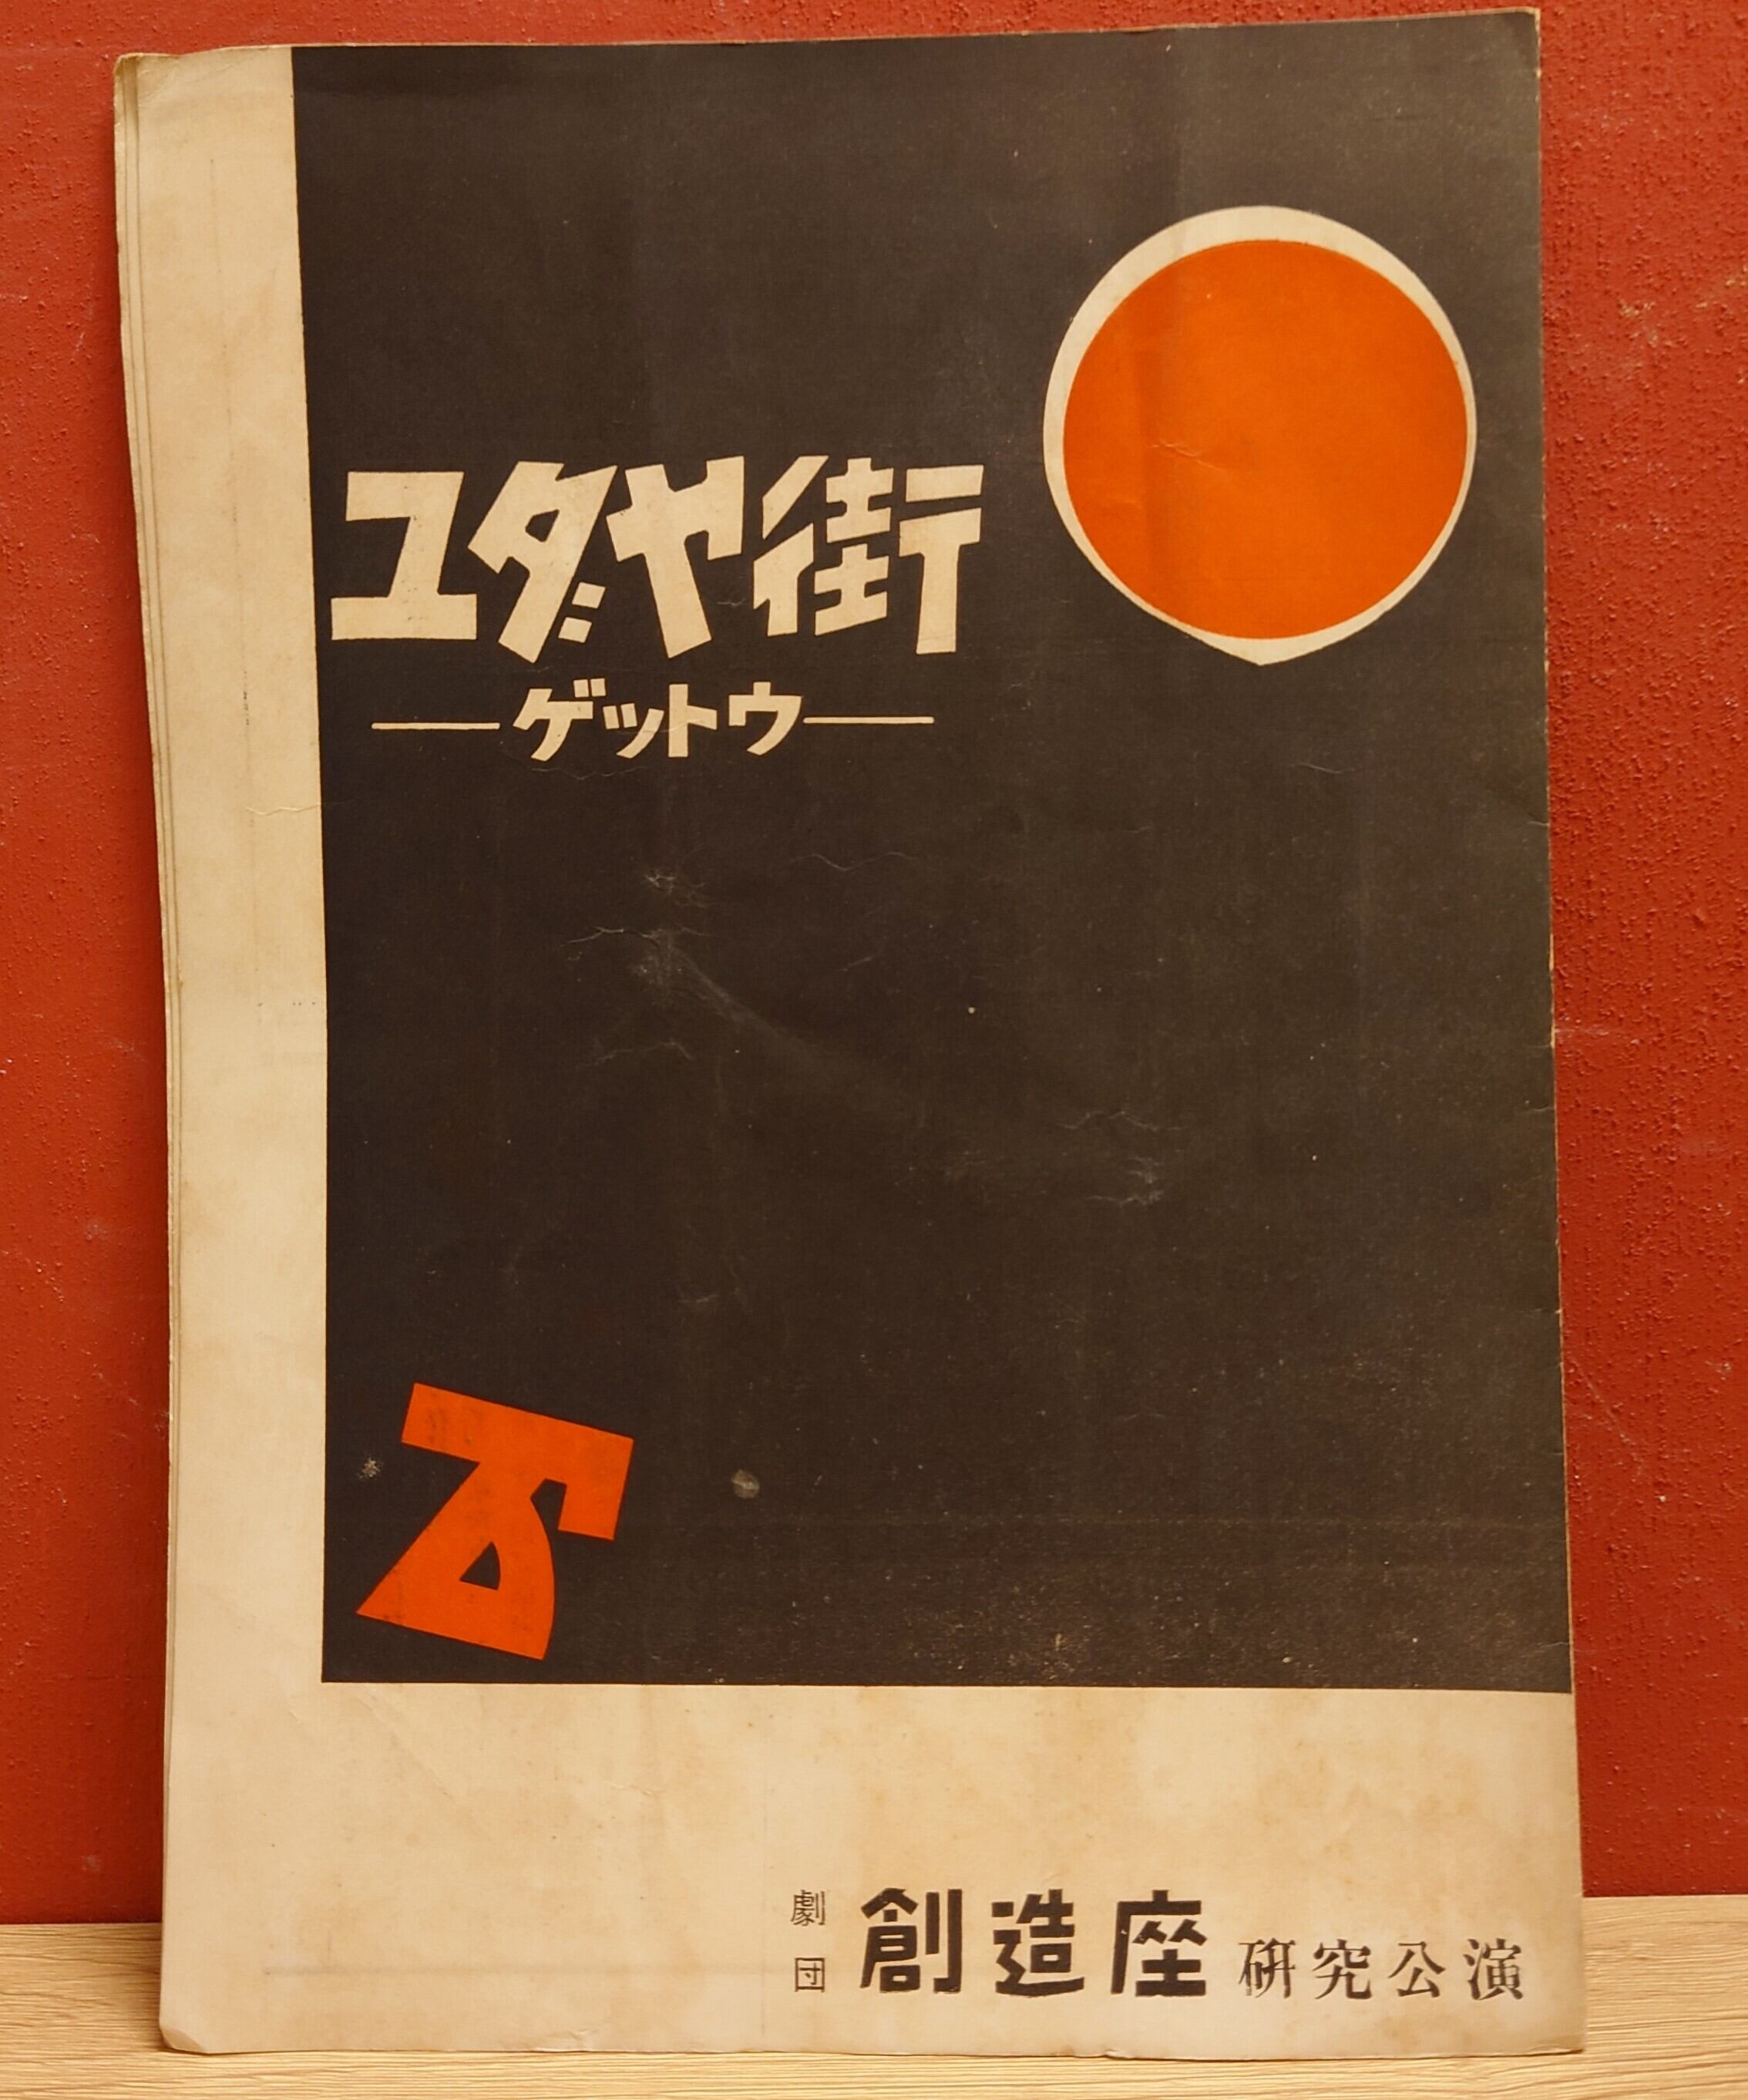 ユダヤ街
―ゲットウ―
劇団 創造座 研究公演